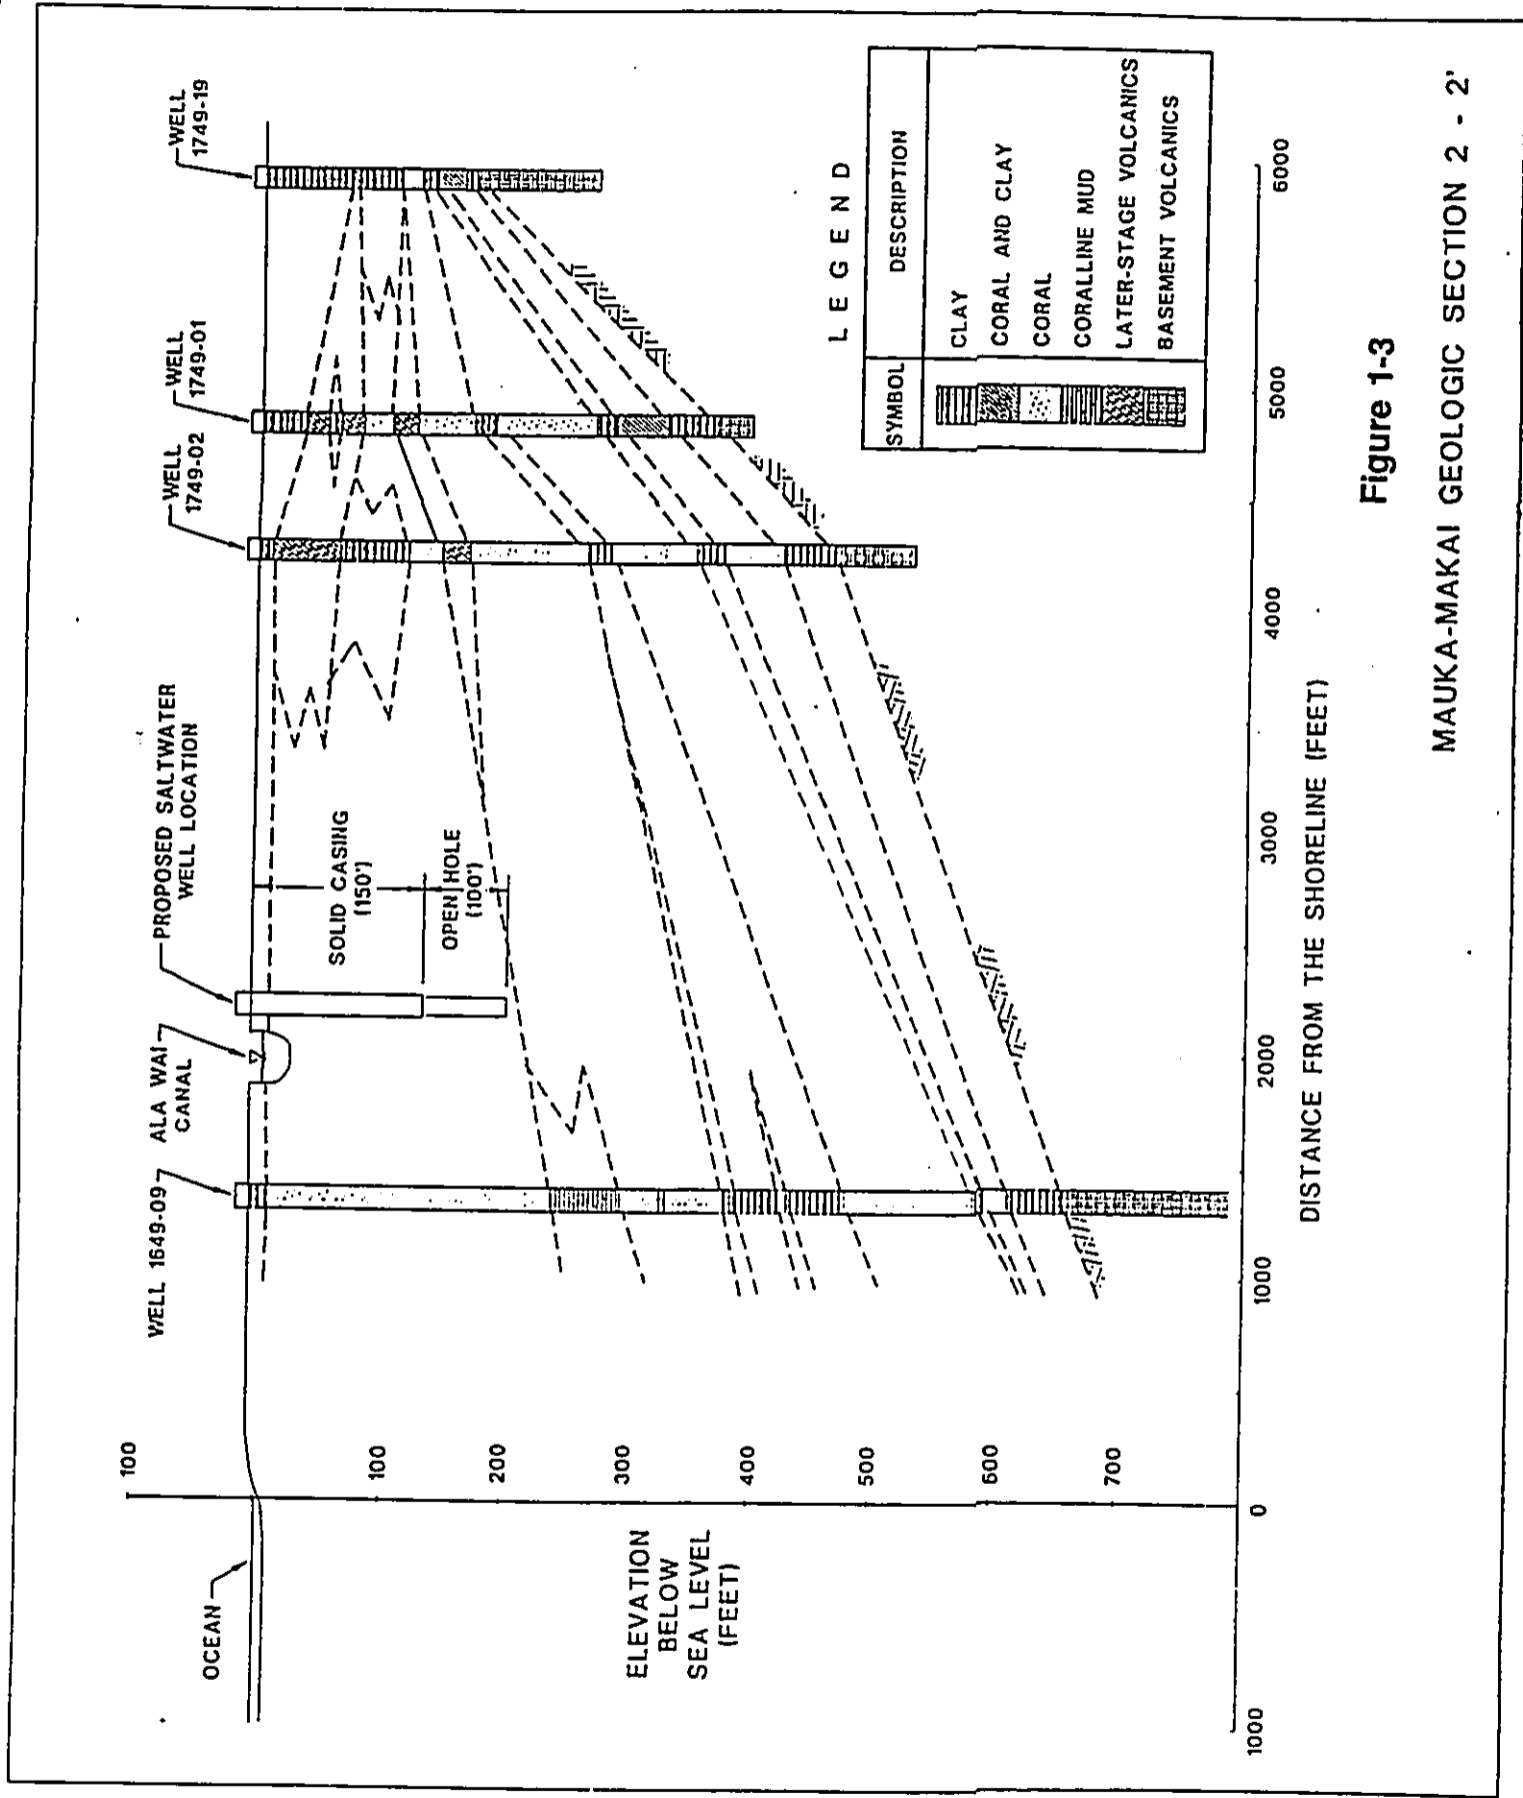 WELL 1649-09
ALA WAI
CANAL
PROPOSED SALTWATER
WELL LOCATION
WELL
1749-02
WELL
1749-01
WELL
1749-19
OCEAN
100
100
200
300
400
500
600
700
ELEVATION
BELOW
SEA LEVEL
(FEET)
SOLID CASING
(150')
OPEN HOLE
(100')
1000
0
1000
2000
3000
4000
5000
6000
DISTANCE FROM THE SHORELINE (FEET)
LEGEND
SYMBOL DESCRIPTION
CLAY
CORAL AND CLAY
CORAL
CORALLINE MUD
LATER-STAGE VOLCANICS
BASEMENT VOLCANICS
Figure 1-3
MAUKA-MAKAI GEOLOGIC SECTION 2 - 2'